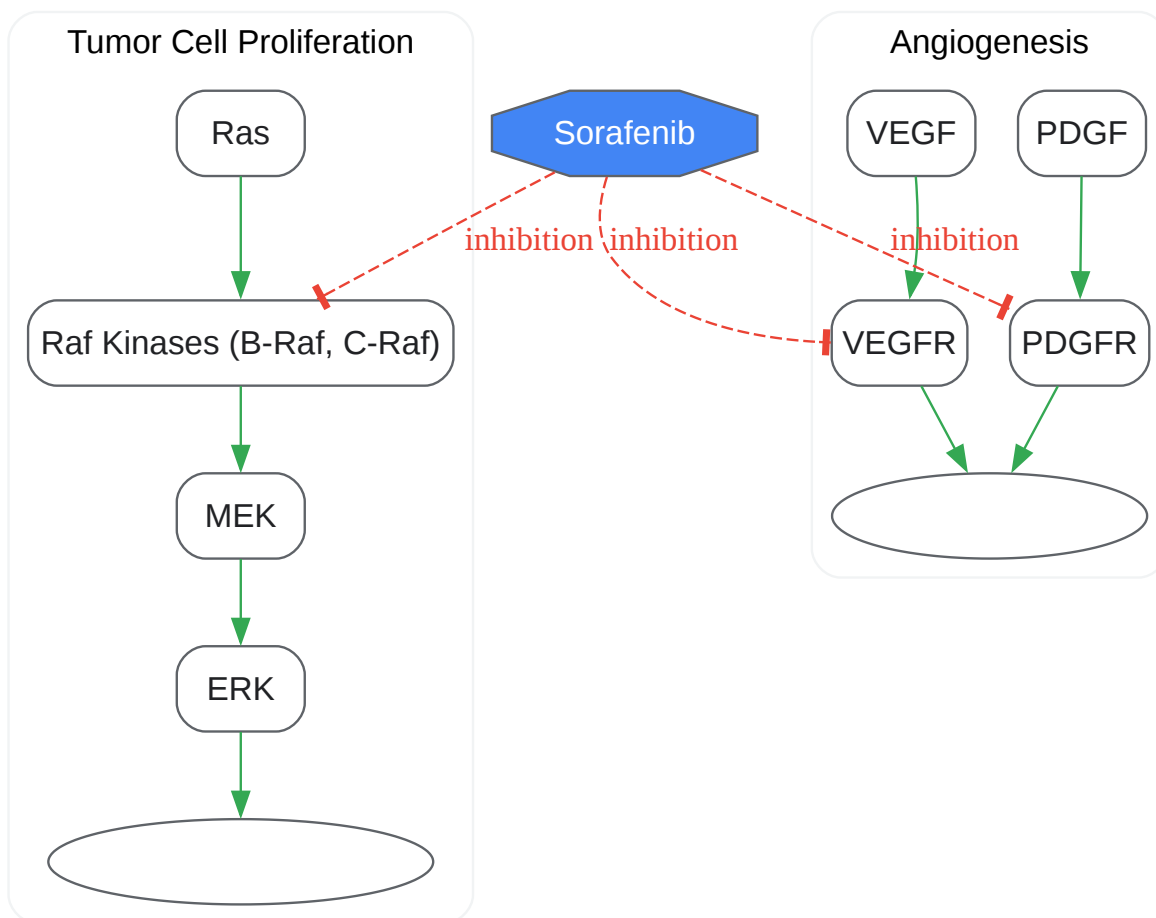 Tumor Cell Proliferation
Angiogenesis
Ras
Sorafenib
VEGF
PDGF
inhibition
inhibition
inhibition
Raf Kinases (B-Raf, C-Raf)
VEGFR
PDGFR
MEK
ERK